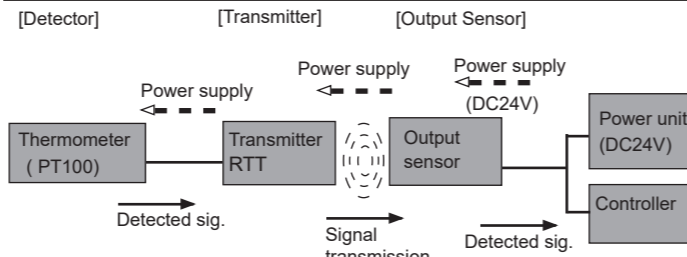 [Detector]
[Transmitter]
[Output Sensor]
Power supply
Power supply
Power supply
(DC24V)
Thermometer
( PT100)
Transmitter
RTT
Output
sensor
Power unit
(DC24V)
Controller
Detected sig.
Signal
transmission
Detected sig.